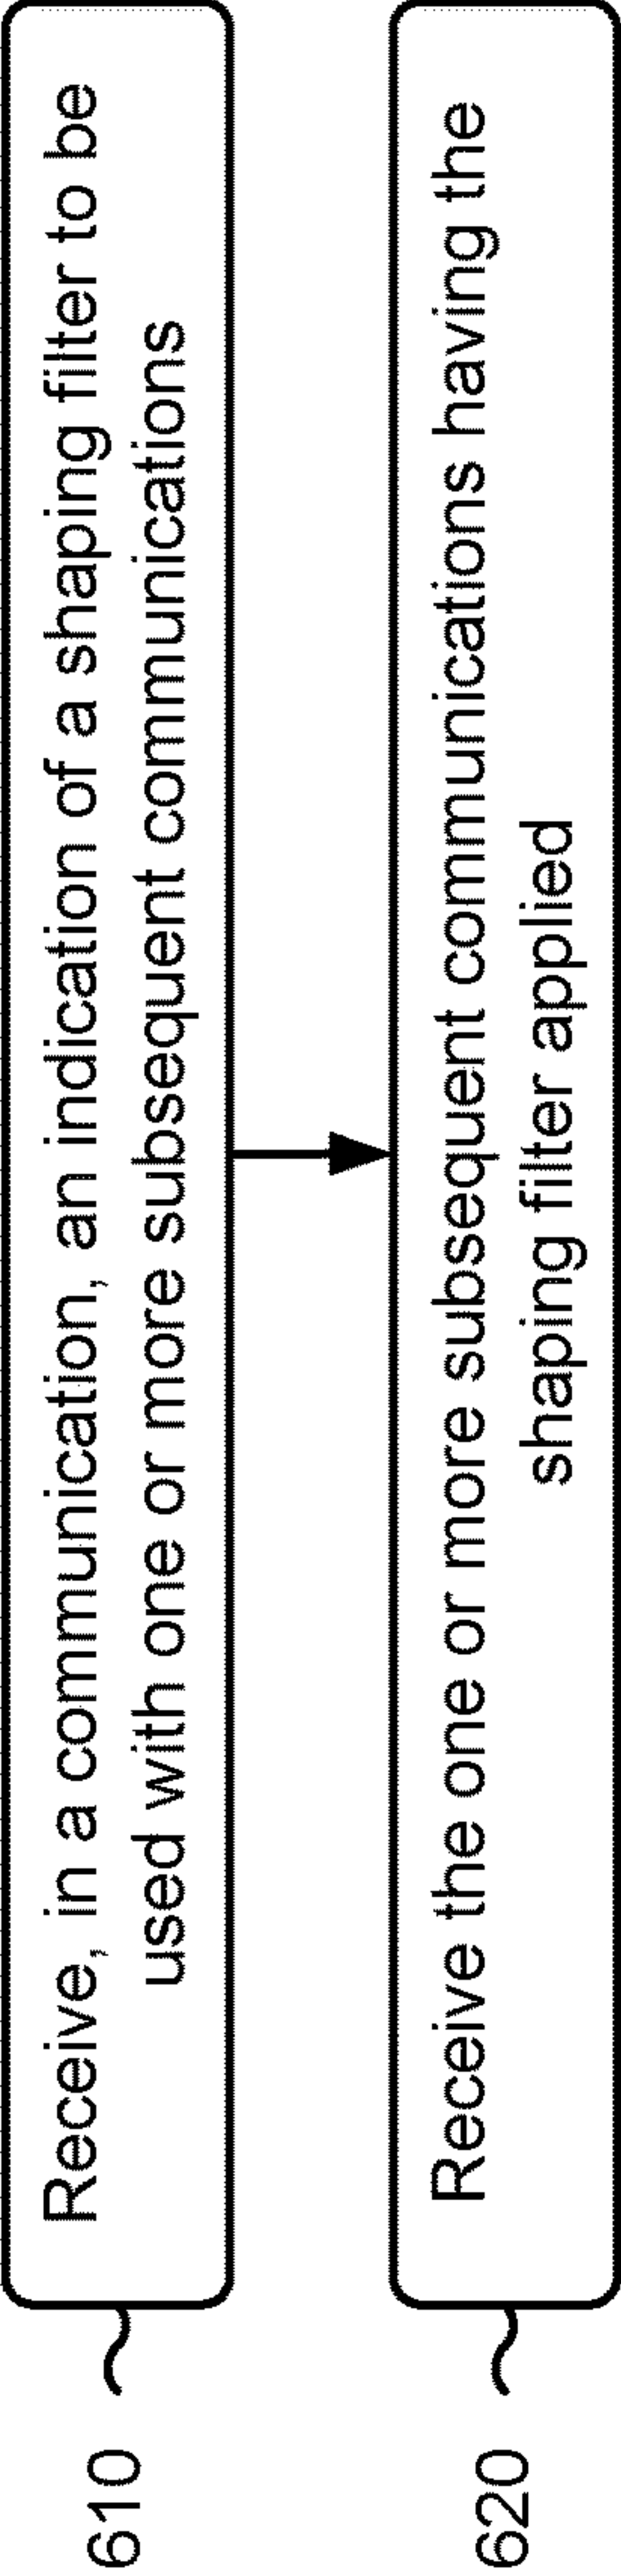 610
Receive, in a communication, an indication of a shaping filter to be
used with one or more subsequent communications
620
Receive the one or more subsequent communications having the
shaping filter applied